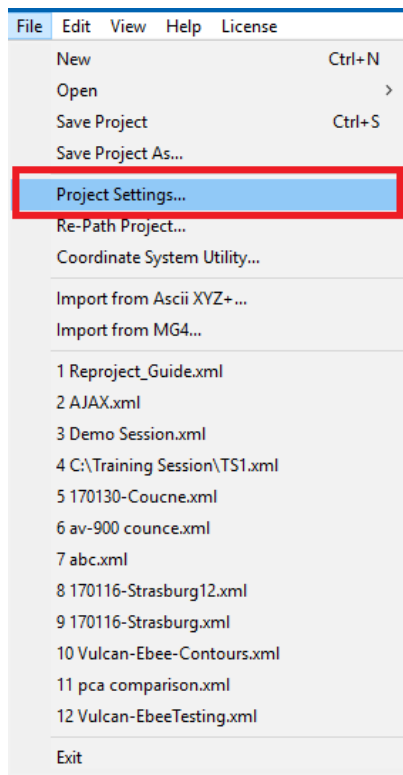 File Edit View Help License
New Ctrl+N
Open >
Save Project Ctrl+S
Save Project As...
Project Settings...
Re-Path Project...
Coordinate System Utility...
Import from Ascii XYZ+...
Import from MG4...
1 Reproject_Guide.xml
2 AJAX.xml
3 Demo Session.xml
4 C:\Training Session\TS1.xml
5 170130-Coucne.xml
6 av-900 counce.xml
7 abc.xml
8 170116-Strasburg12.xml
9 170116-Strasburg.xml
10 Vulcan-Ebee-Contours.xml
11 pca comparison.xml
12 Vulcan-EbeeTesting.xml
Exit